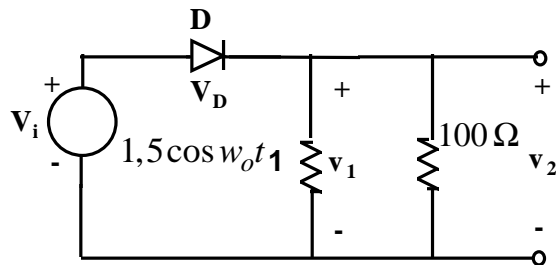 D
+
V_D
V_i
-
1,5 cos w_o t
1
+
v_1
-
100 Ω
+
v_2
-